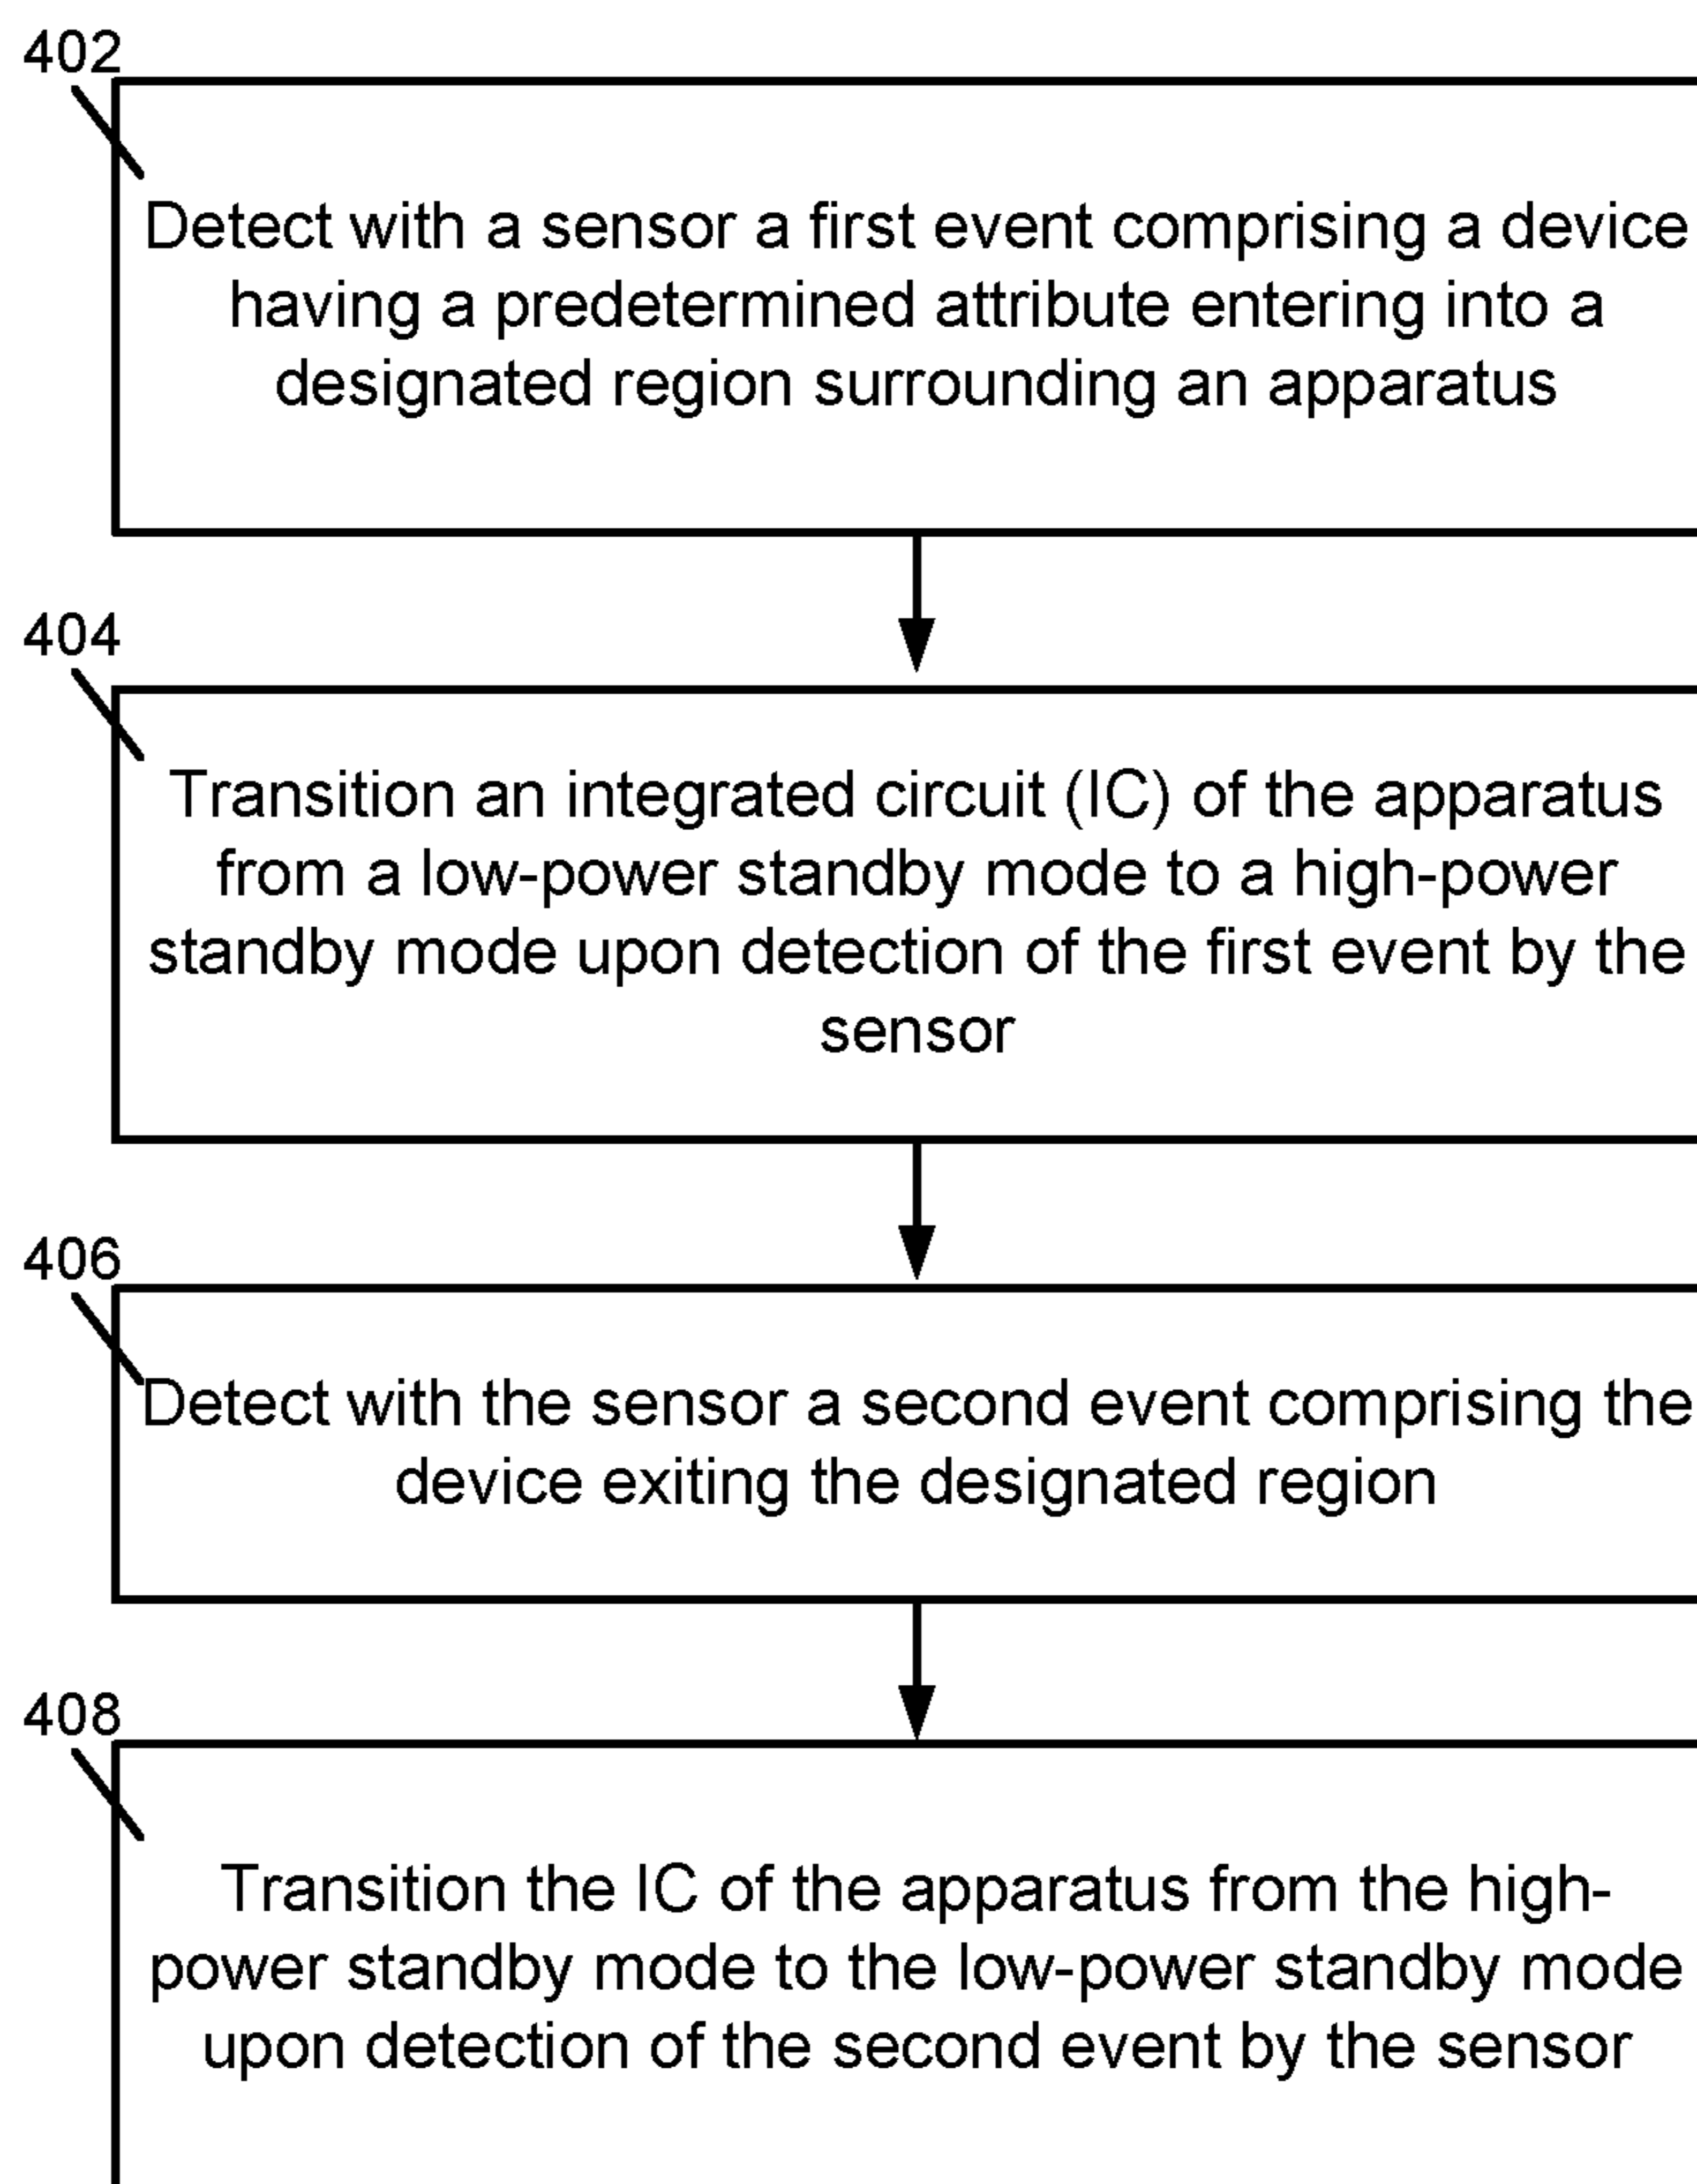 402
Detect with a sensor a first event comprising a device
having a predetermined attribute entering into a
designated region surrounding an apparatus
404
Transition an integrated circuit (IC) of the apparatus
from a low-power standby mode to a high-power
standby mode upon detection of the first event by the
sensor
406
Detect with the sensor a second event comprising the
device exiting the designated region
408
Transition the IC of the apparatus from the high-
power standby mode to the low-power standby mode
upon detection of the second event by the sensor